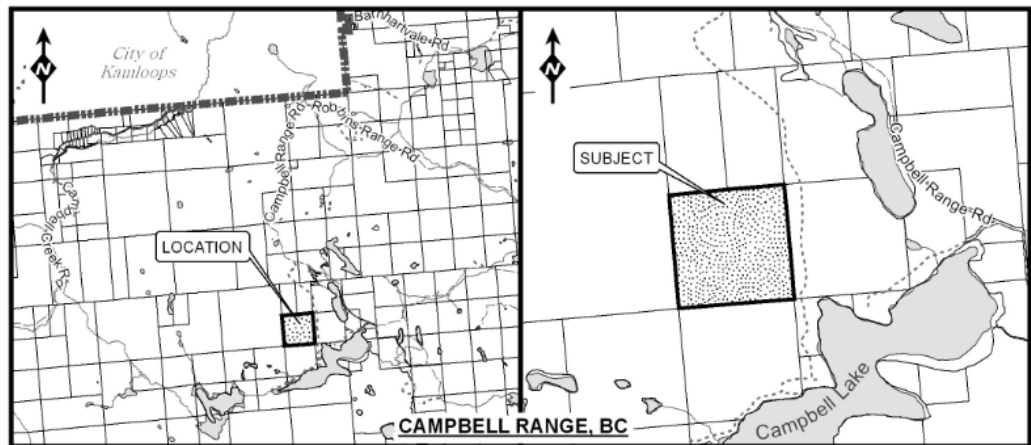 N
City of
Kamloops
Barnhartvale Rd
Robbins Range Rd
Campbell Range Rd
Campbell Creek R
LOCATION
CAMPBELL RANGE, BC
N
SUBJECT
Campbell Range Rd
Campbell Lake